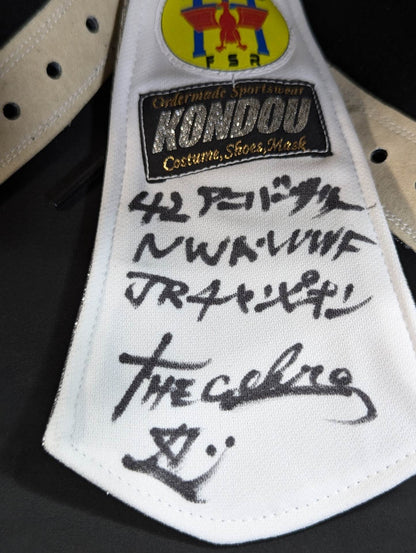 FSR
Ordermade Sportswear
KONDOU
Costume, Shoes, Mask
42 アニバーサリー
NWA・WWF
JRチャンピオン
THE cobra